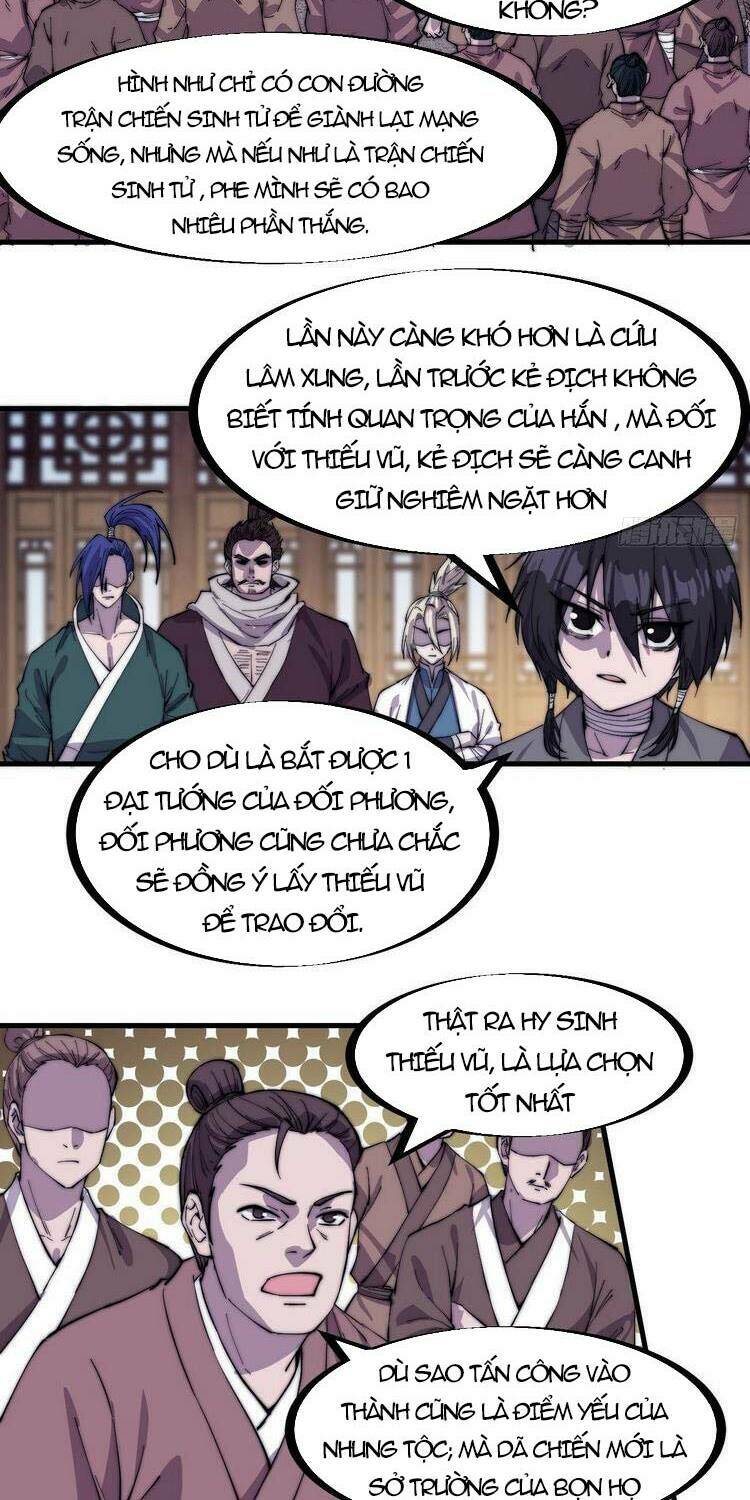 KHÔNG?
HÌNH NHƯ CHỈ CÓ CON ĐƯỜNG
TRẬN CHIẾN SINH TỬ ĐỂ GIÀNH LẠI MẠNG
SỐNG, NHƯNG MÀ NẾU NHƯ LÀ TRẬN CHIẾN
SINH TỬ , PHE MÌNH SẼ CÓ BAO
NHIÊU PHẦN THẮNG.
LẦN NÀY CÀNG KHÓ HƠN LÀ CỨU
LÂM XUNG, LẦN TRƯỚC KẺ ĐỊCH KHÔNG
BIẾT TÍNH QUAN TRỌNG CỦA HẮN , MÀ ĐỐI
VỚI THIẾU VŨ, KẺ ĐỊCH SẼ CÀNG CANH
GIỮ NGHIÊM NGẶT HƠN
CHO DÙ LÀ BẮT ĐƯỢC 1
ĐẠI TƯỚNG CỦA ĐỐI PHƯƠNG,
ĐỐI PHƯƠNG CŨNG CHƯA CHẮC
SẼ ĐỒNG Ý LẤY THIẾU VŨ
ĐỂ TRAO ĐỔI.
THẬT RA HY SINH
THIẾU VŨ, LÀ LỰA CHỌN
TỐT NHẤT
DÙ SAO TẤN CÔNG VÀO
THÀNH CŨNG LÀ ĐIỂM YẾU CỦA
NHUNG TỘC; MÀ DÃ CHIẾN MỚI LÀ
SỞ TRƯỜNG CỦA BỌN HỌ